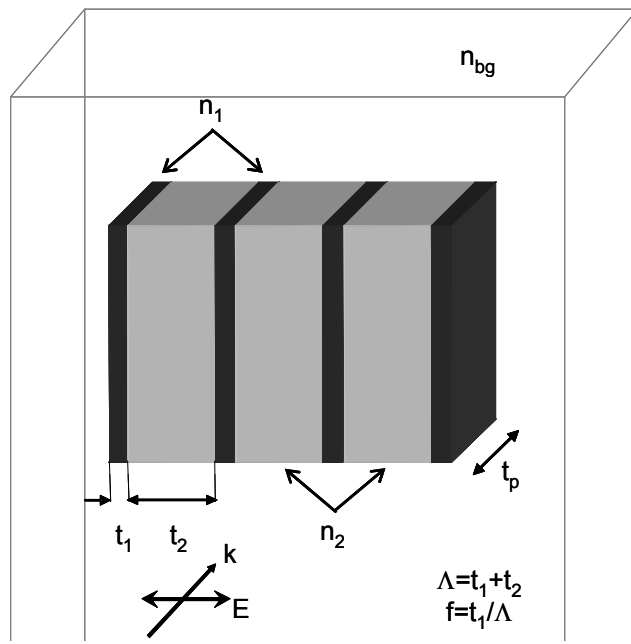 n_bg
n_1
t_p
t_1 t_2 n_2
k
E
Λ=t_1+t_2
f=t_1/Λ